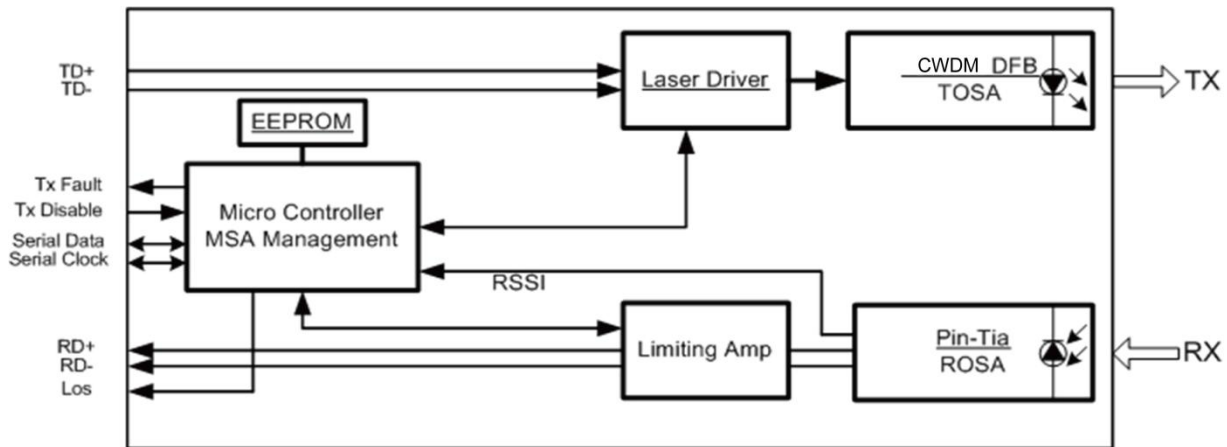 TD+
TD-
Laser Driver
CWDM DFB
TOSA
TX
EEPROM
Tx Fault
Tx Disable
Serial Data
Serial Clock
Micro Controller
MSA Management
RSSI
RD+
RD-
Los
Limiting Amp
Pin-Tia
ROSA
RX